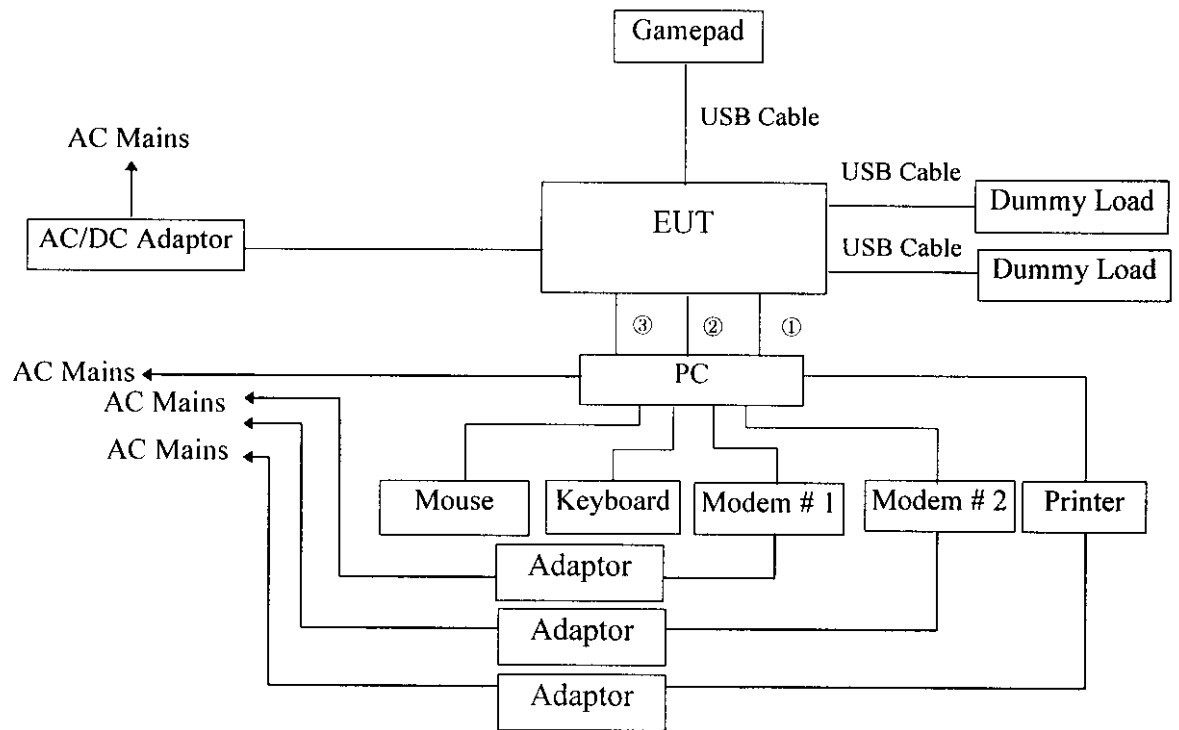 Gamepad
USB Cable
AC Mains
USB Cable
Dummy Load
EUT
AC/DC Adaptor
USB Cable
Dummy Load
③ ② ①
PC
AC Mains
AC Mains
AC Mains
Mouse
Keyboard
Modem # 1
Modem # 2
Printer
Adaptor
Adaptor
Adaptor